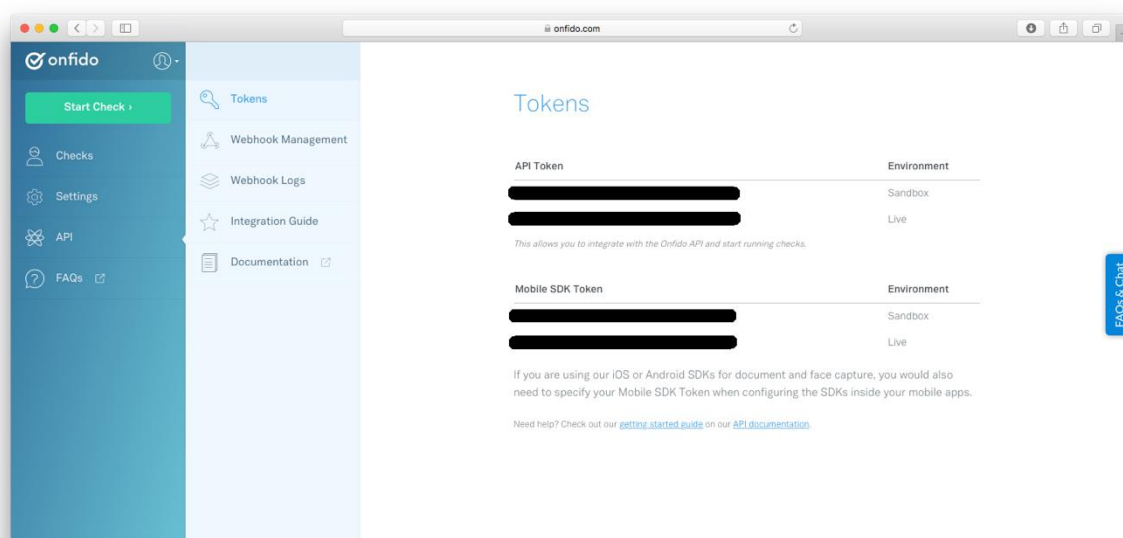 onfido.com
onfido
Start Check ›
Checks
Settings
API
FAQs
Tokens
Webhook Management
Webhook Logs
Integration Guide
Documentation
Tokens
API Token Environment
Sandbox
Live
This allows you to integrate with the Onfido API and start running checks.
Mobile SDK Token Environment
Sandbox
Live
If you are using our iOS or Android SDKs for document and face capture, you would also
need to specify your Mobile SDK Token when configuring the SDKs inside your mobile apps.
Need help? Check out our getting started guide on our API documentation.
FAQs & Chat